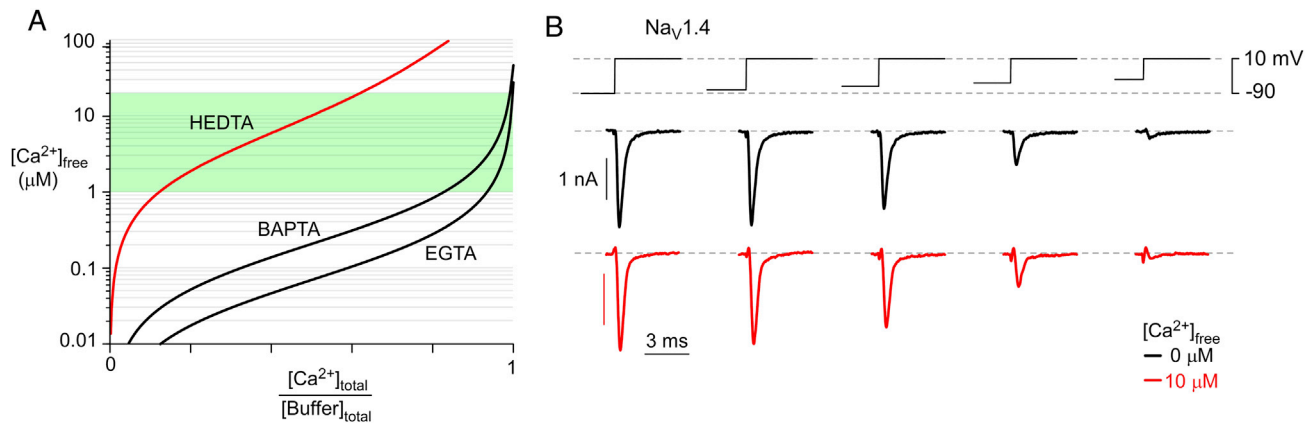 A
100
10
1
0.1
0.01
[Ca²⁺]free
(μM)
HEDTA
BAPTA
EGTA
0
1
[Ca²⁺]total
[Buffer]total
B
NaV1.4
10 mV
-90
1 nA
3 ms
[Ca²⁺]free
0 μM
10 μM